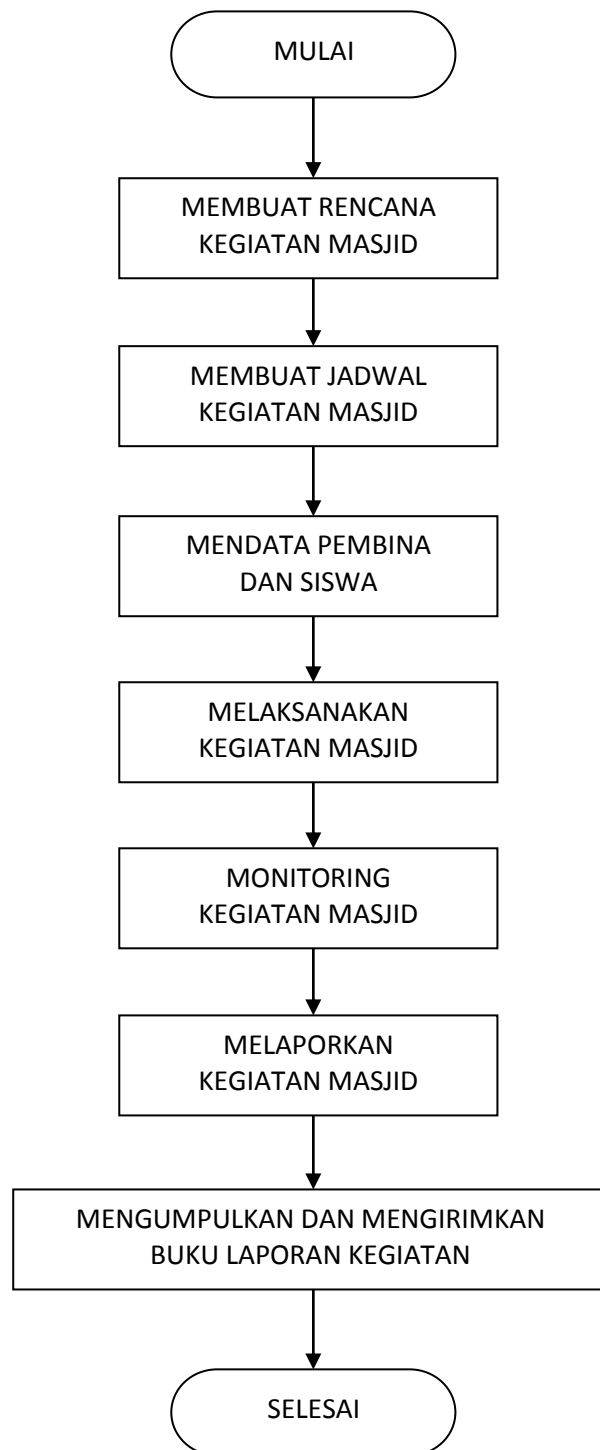 MULAI
MEMBUAT RENCANA
KEGIATAN MASJID
MEMBUAT JADWAL
KEGIATAN MASJID
MENDATA PEMBINA
DAN SISWA
MELAKSANAKAN
KEGIATAN MASJID
MONITORING
KEGIATAN MASJID
MELAPORKAN
KEGIATAN MASJID
MENGUMPULKAN DAN MENGIRIMKAN
BUKU LAPORAN KEGIATAN
SELESAI